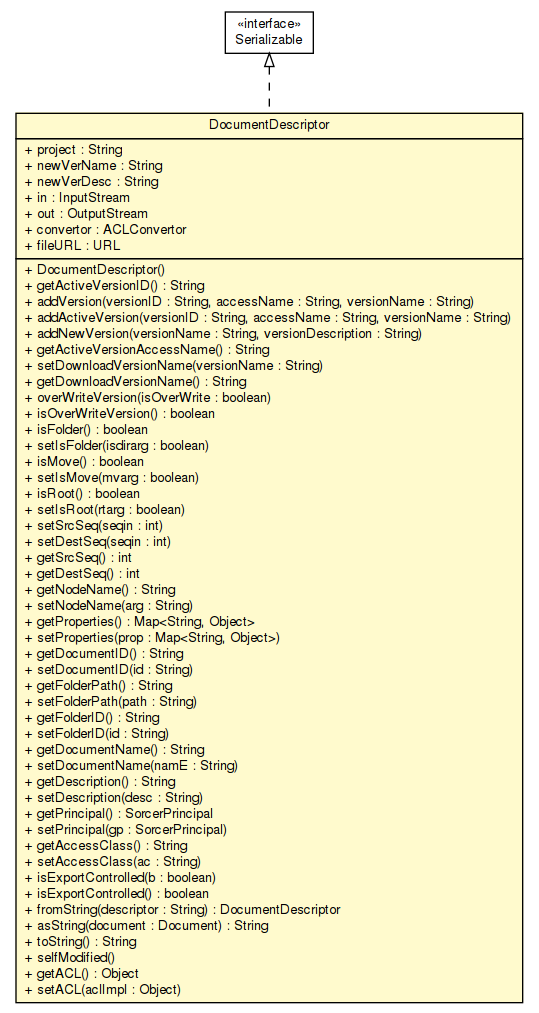 «interface»
Serializable
DocumentDescriptor
+ project : String
+ newVerName : String
+ newVerDesc : String
+ in : InputStream
+ out : OutputStream
+ convertor : ACLConvertor
+ fileURL : URL
+ DocumentDescriptor()
+ getActiveVersionID() : String
+ addVersion(versionID : String, accessName : String, versionName : String)
+ addActiveVersion(versionID : String, accessName : String, versionName : String)
+ addNewVersion(versionName : String, versionDescription : String)
+ getActiveVersionAccessName() : String
+ setDownloadVersionName(versionName : String)
+ getDownloadVersionName() : String
+ overWriteVersion(isOverWrite : boolean)
+ isOverWriteVersion() : boolean
+ isFolder() : boolean
+ setIsFolder(isdirarg : boolean)
+ isMove() : boolean
+ setIsMove(mvarg : boolean)
+ isRoot() : boolean
+ setIsRoot(rtarg : boolean)
+ setSrcSeq(seqin : int)
+ setDestSeq(seqin : int)
+ getSrcSeq() : int
+ getDestSeq() : int
+ getNodeName() : String
+ setNodeName(arg : String)
+ getProperties() : Map<String, Object>
+ setProperties(prop : Map<String, Object>)
+ getDocumentID() : String
+ setDocumentID(id : String)
+ getFolderPath() : String
+ setFolderPath(path : String)
+ getFolderID() : String
+ setFolderID(id : String)
+ getDocumentName() : String
+ setDocumentName(namE : String)
+ getDescription() : String
+ setDescription(desc : String)
+ getPrincipal() : SorcerPrincipal
+ setPrincipal(gp : SorcerPrincipal)
+ getAccessClass() : String
+ setAccessClass(ac : String)
+ isExportControlled(b : boolean)
+ isExportControlled() : boolean
+ fromString(descriptor : String) : DocumentDescriptor
+ asString(document : Document) : String
+ toString() : String
+ selfModified()
+ getACL() : Object
+ setACL(aclImpl : Object)